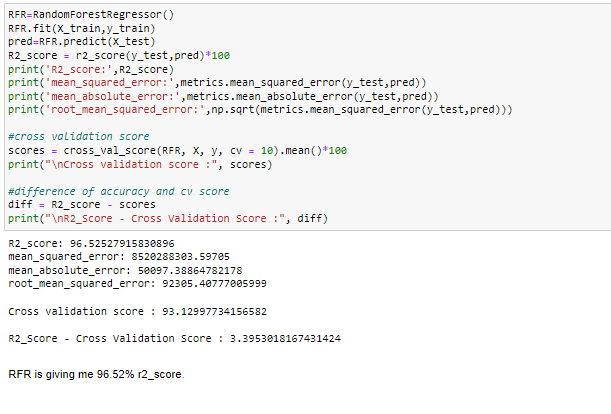 RFR=RandomForestRegressor()
RFR.fit(X_train,y_train)
pred=RFR.predict(X_test)
R2_score = r2_score(y_test,pred)*100
print('R2_score:',R2_score)
print('mean_squared_error:',metrics.mean_squared_error(y_test,pred))
print('mean_absolute_error:',metrics.mean_absolute_error(y_test,pred))
print('root_mean_squared_error:',np.sqrt(metrics.mean_squared_error(y_test,pred)))
#cross validation score
scores = cross_val_score(RFR, X, y, cv = 10).mean()*100
print("\nCross validation score :", scores)
#difference of accuracy and cv score
diff = R2_score - scores
print("\nR2_Score - Cross Validation Score :", diff)
R2_score: 96.52527915830896
mean_squared_error: 8520288303.59705
mean_absolute_error: 50097.38864782178
root_mean_squared_error: 92305.40777005999
Cross validation score : 93.12997734156582
R2_Score - Cross Validation Score : 3.3953018167431424
RFR is giving me 96.52% r2_score.